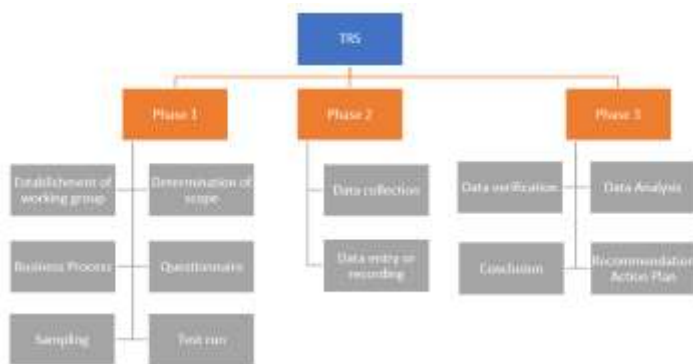 TRS
Phase 1
Phase 2
Phase 3
Establishment of
working group
Determination of
scope
Business Process
Questionnaire
Sampling
Test run
Data collection
Data entry or
recording
Data verification
Data Analysis
Conclusion
Recommendation
Action Plan